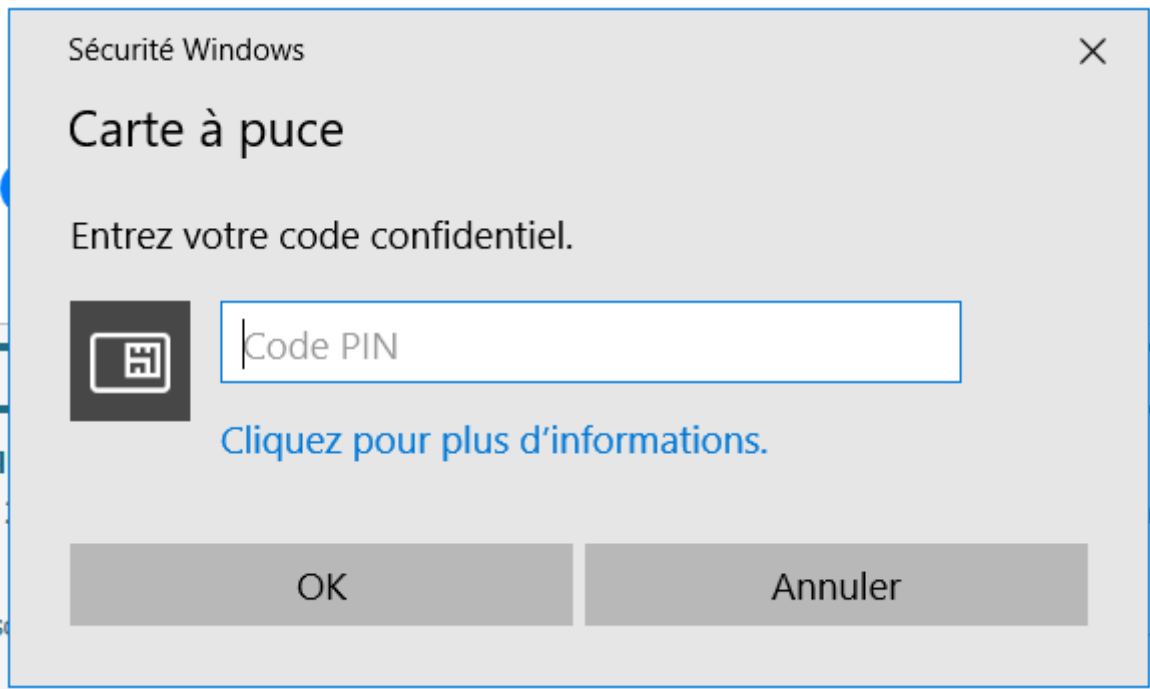 Sécurité Windows
Carte à puce
Entrez votre code confidentiel.
Code PIN
Cliquez pour plus d’informations.
OK
Annuler